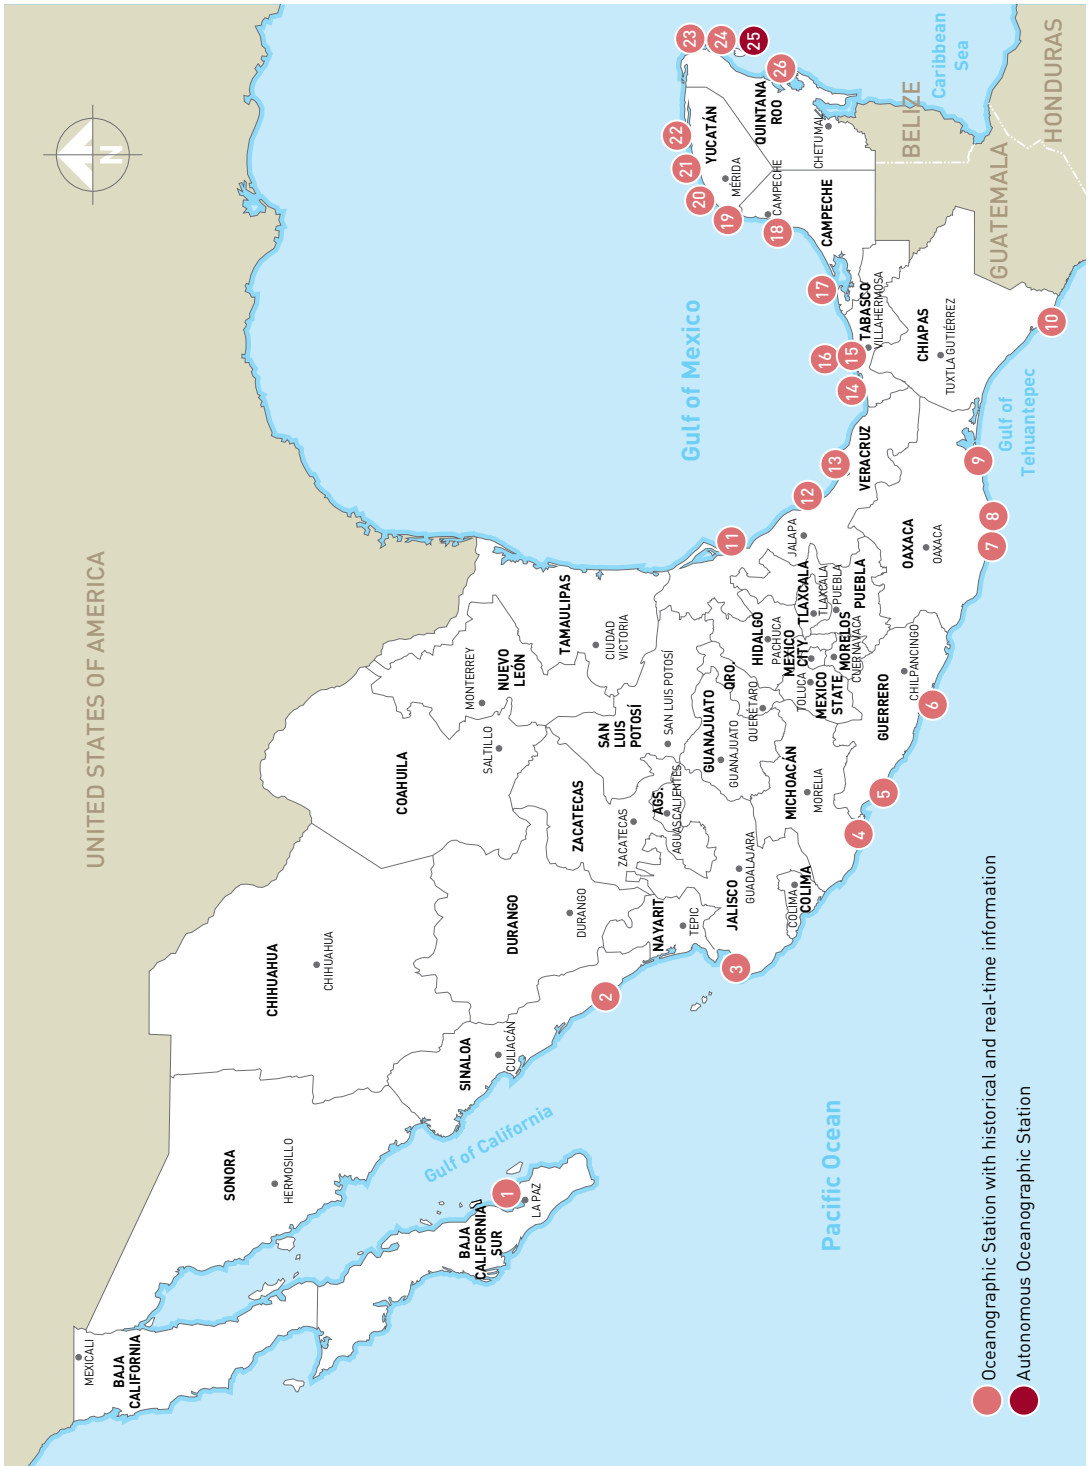 N
UNITED STATES OF AMERICA
MEXICALI
BAJA
CALIFORNIA
SONORA
HERMOSILLO
CHIHUAHUA
CHIHUAHUA
COAHUILA
SALTILLO
MONTERREY
NUEVO
LEÓN
TAMAULIPAS
CIUDAD
VICTORIA
BAJA
CALIFORNIA
SUR
LA PAZ
1
Gulf of California
SINALOA
CULIACÁN
DURANGO
DURANGO
ZACATECAS
ZACATECAS
SAN
LUIS
POTOSÍ
SAN LUIS POTOSÍ
2
NAYARIT
TEPIC
AGS.
AGUASCALIENTES
3
JALISCO
GUADALAJARA
GUANAJUATO
GUANAJUATO
QRO.
QUERÉTARO
HIDALGO
PACHUCA
COLIMA
COLIMA
MICHOACÁN
MORELIA
MEXICO
CITY
TOLUCA
MEXICO
STATE
MORELOS
CUERNAVACA
TLAXCALA
TLAXCALA
PUEBLA
PUEBLA
JALAPA
VERACRUZ
GUERRERO
CHILPANCINGO
OAXACA
OAXACA
4
5
6
7
8
9
10
11
12
13
14
15
16
17
18
19
20
21
22
23
24
25
26
Gulf of Mexico
TABASCO
VILLAHERMOSA
CHIAPAS
TUXTLA GUTIÉRREZ
CAMPECHE
CAMPECHE
YUCATÁN
MÉRIDA
QUINTANA
ROO
CHETUMAL
Caribbean
Sea
BELIZE
GUATEMALA
HONDURAS
Gulf of
Tehuantepec
Pacific Ocean
Oceanographic Station with historical and real-time information
Autonomous Oceanographic Station